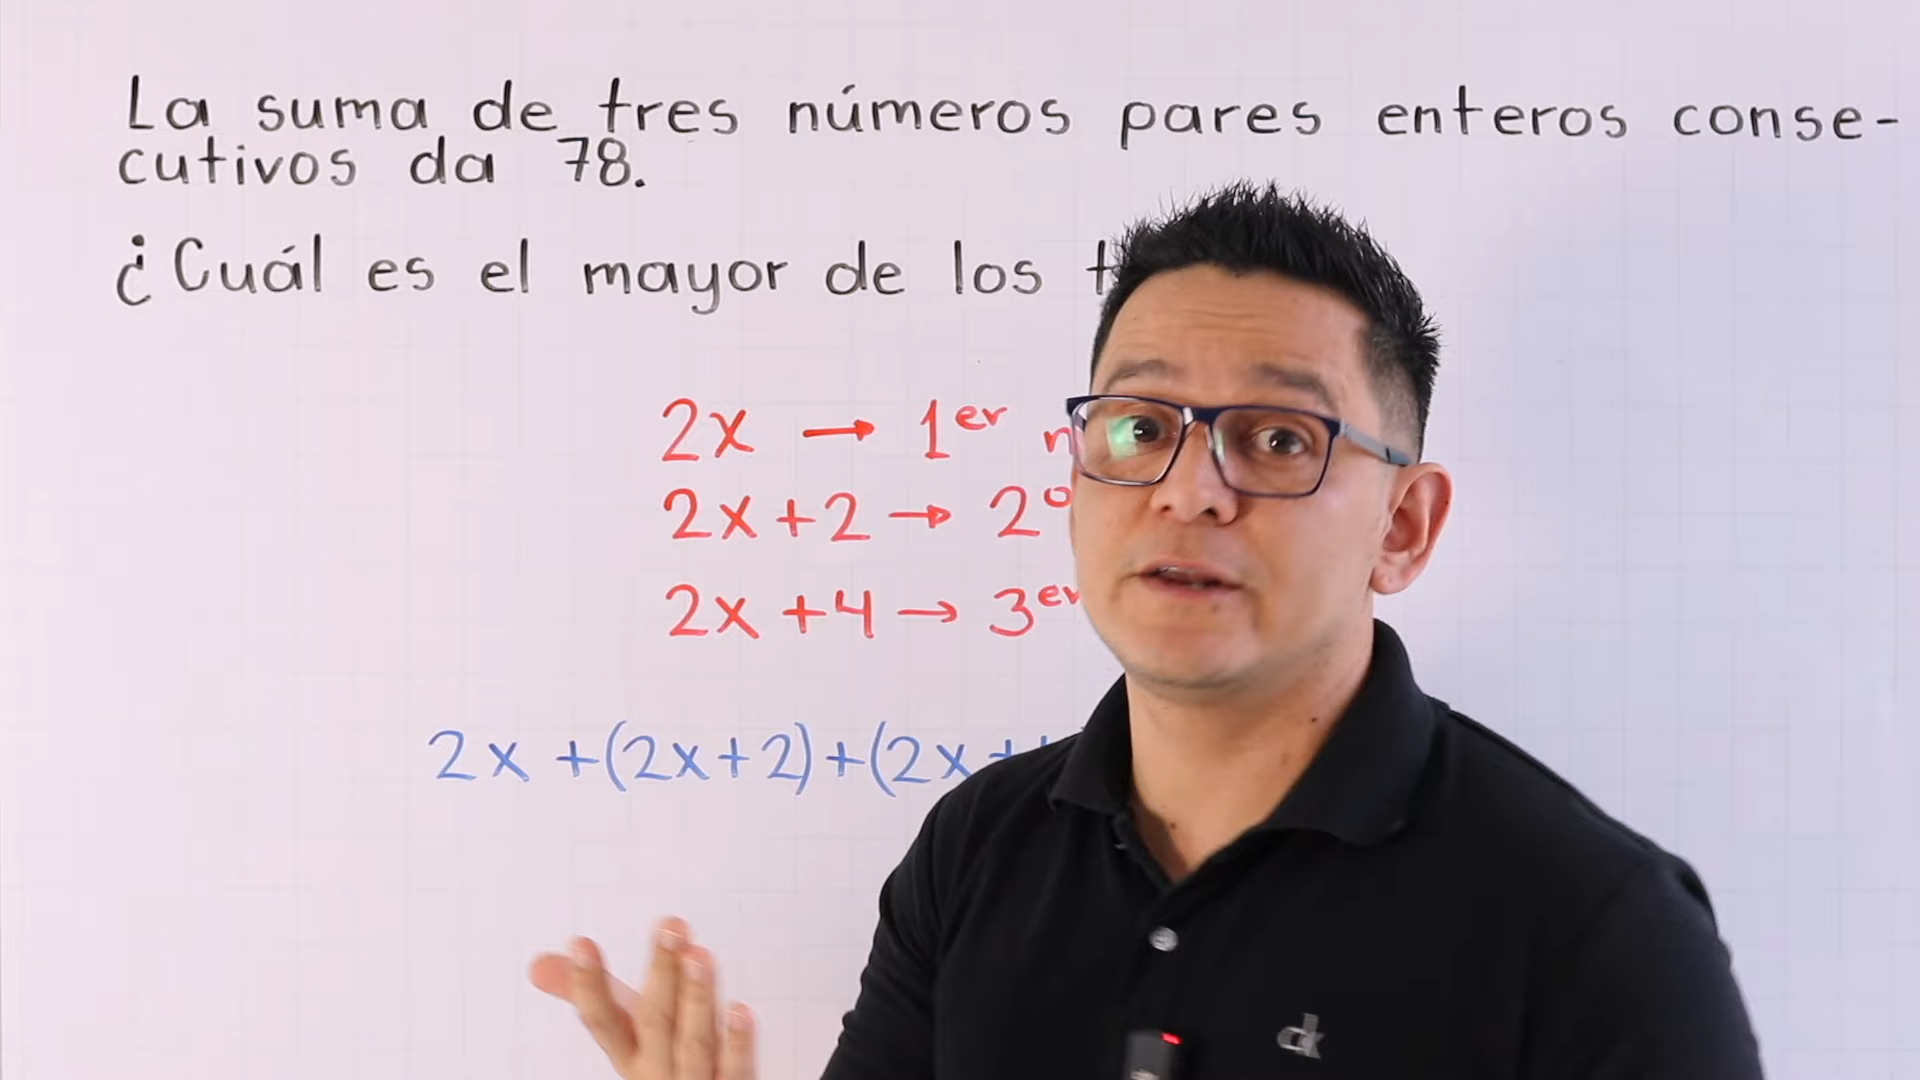 La suma de tres números pares enteros conse-
cutivos da 78.
¿Cuál es el mayor de los
2x → 1er
2x+2 → 2º
2x+4 → 3er
2x+(2x+2)+(2x+
ck